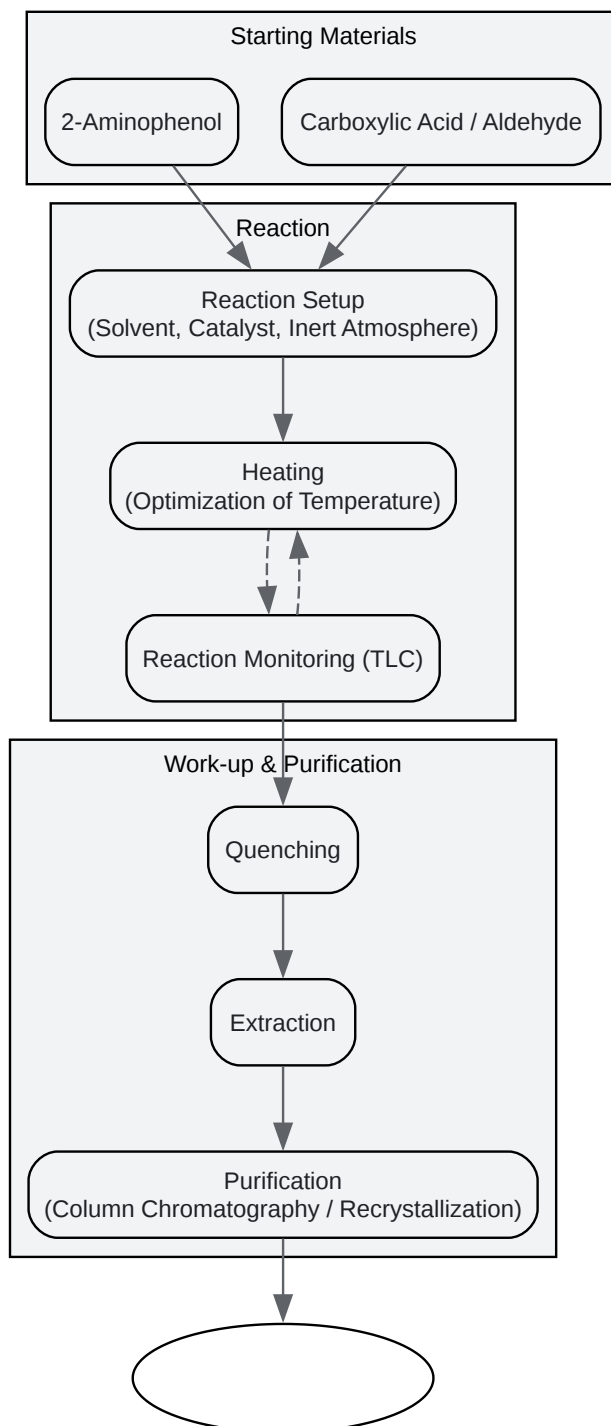 Starting Materials
2-Aminophenol
Carboxylic Acid / Aldehyde
Reaction
Reaction Setup
(Solvent, Catalyst, Inert Atmosphere)
Heating
(Optimization of Temperature)
Reaction Monitoring (TLC)
Work-up & Purification
Quenching
Extraction
Purification
(Column Chromatography / Recrystallization)